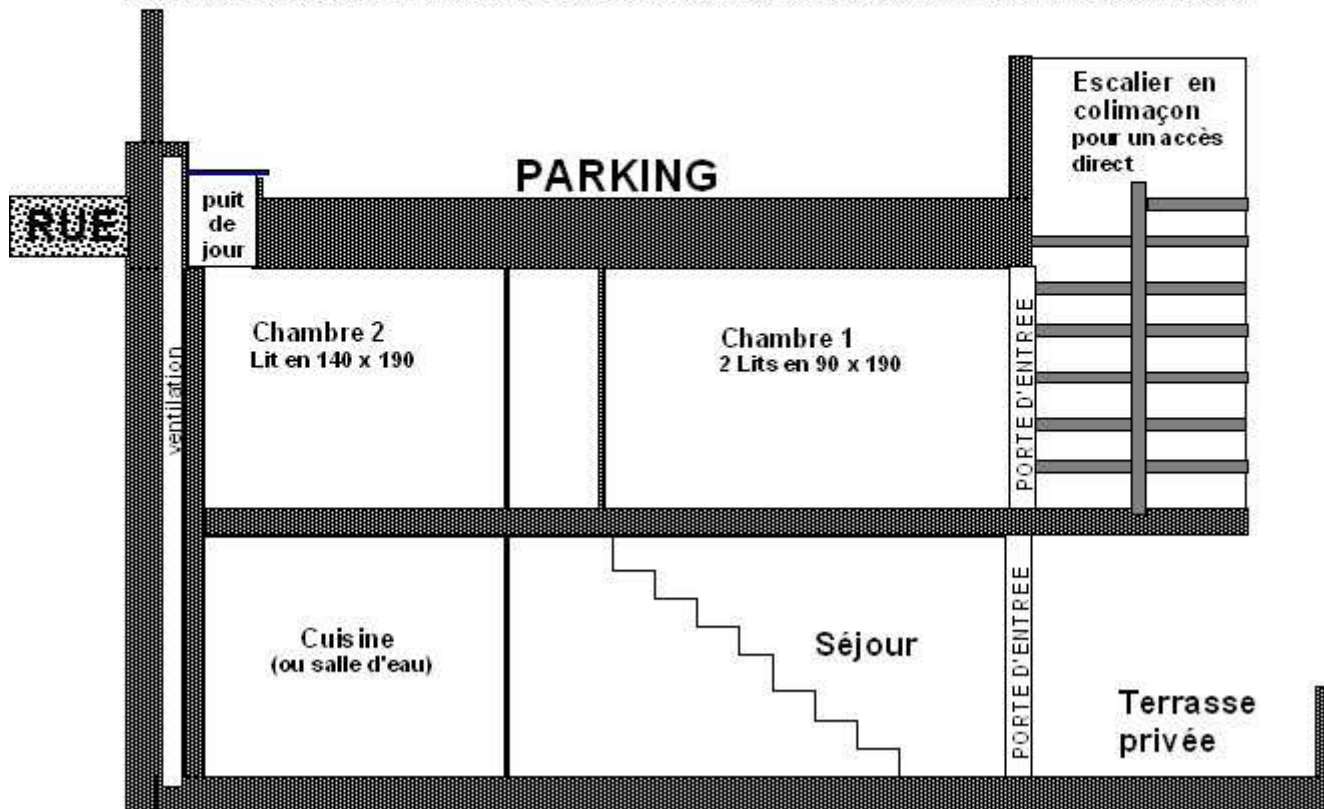 Escalier en
colimaçon
pour un accès
direct
PARKING
puit
de
jour
RUE
Chambre 2
Lit en 140 x 190
Chambre 1
2 Lits en 90 x 190
ventilation
PORTE D'ENTREE
Cuisine
(ou salle d'eau)
Séjour
PORTE D'ENTREE
Terrasse
privée